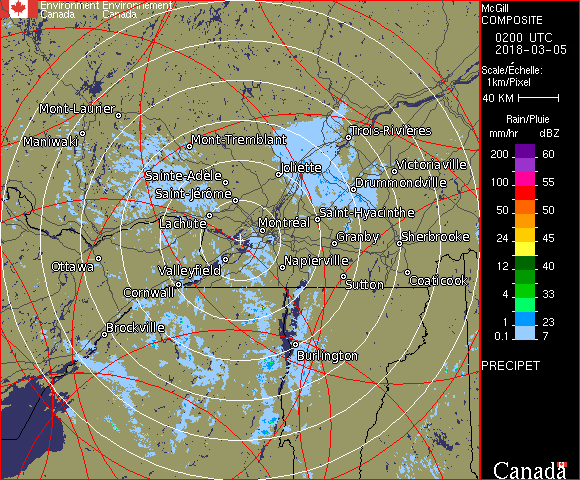 Environment Environnement
Canada Canada
McGill
COMPOSITE
0200 UTC
2018-03-05
Scale/Échelle:
1km/Pixel
40 KM
Rain/Pluie
mm/hr dBZ
200 60
100 55
50 50
24 45
12 40
4 33
1 23
0.1 7
PRECIPET
Canada
Mont-Laurier
Maniwaki
Mont-Tremblant
Trois-Rivières
Sainte-Adèle
Joliette
Victoriaville
Saint-Jérôme
Drummondville
Lachute
Montréal
Saint-Hyacinthe
Granby
Sherbrooke
Ottawa
Valleyfield
Napierville
Cornwall
Sutton
Coaticook
Brockville
Burlington